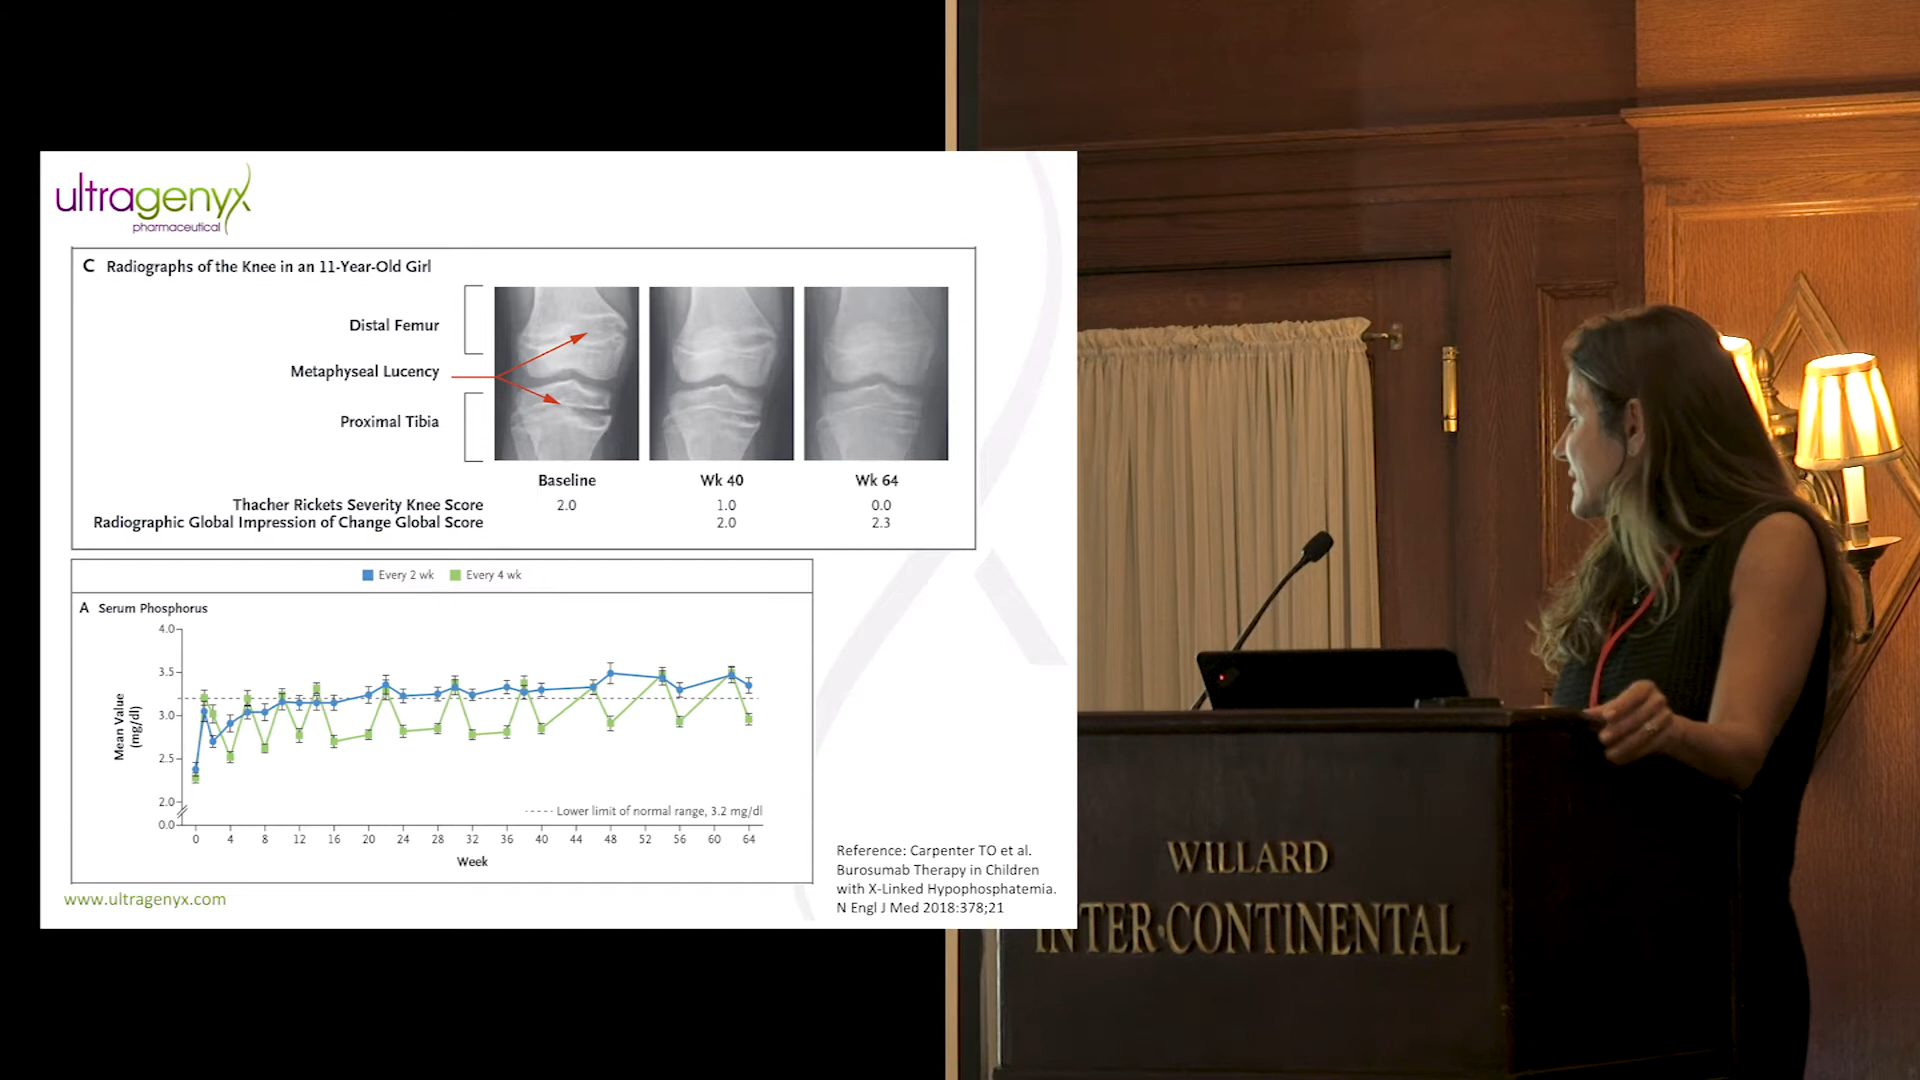 ultragenyx
pharmaceutical
C Radiographs of the Knee in an 11-Year-Old Girl
Distal Femur
Metaphyseal Lucency
Proximal Tibia
Baseline Wk 40 Wk 64
Thacher Rickets Severity Knee Score 2.0 1.0 0.0
Radiographic Global Impression of Change Global Score 2.0 2.3
Every 2 wk Every 4 wk
A Serum Phosphorus
Mean Value
(mg/dl)
4.0
3.5
3.0
2.5
2.0
0.0
Lower limit of normal range, 3.2 mg/dl
0 4 8 12 16 20 24 28 32 36 40 44 48 52 56 60 64
Week
www.ultragenyx.com
Reference: Carpenter TO et al.
Burosumab Therapy in Children
with X-Linked Hypophosphatemia.
N Engl J Med 2018:378;21
WILLARD
INTER·CONTINENTAL